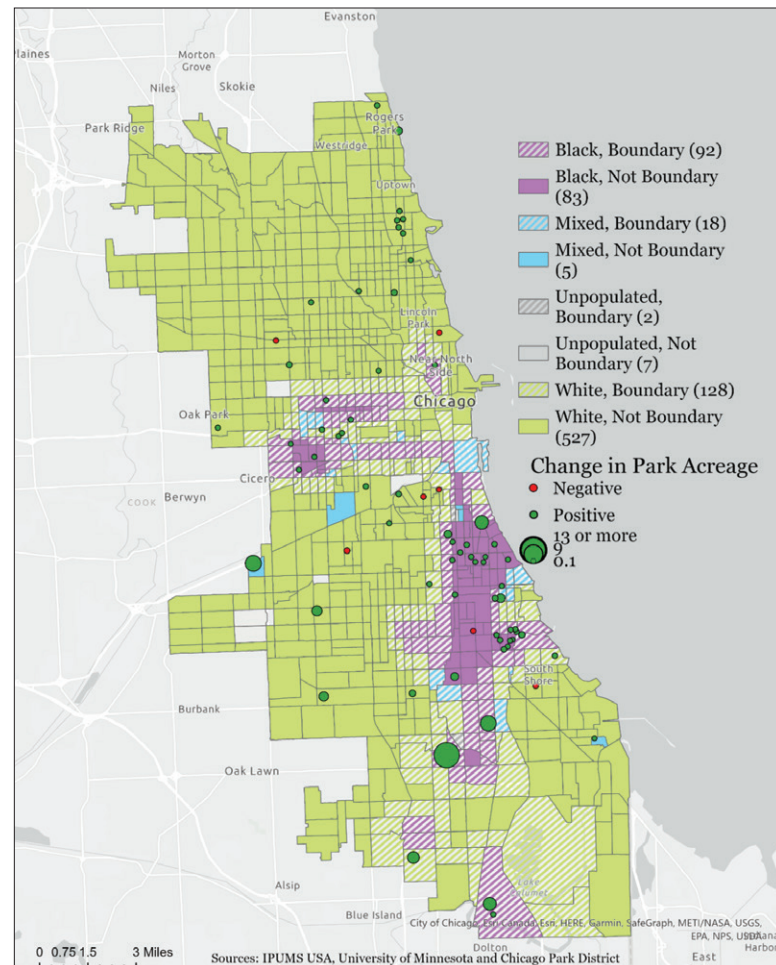 Evanston
Plaines
Morton
Grove
Niles
Skokie
Park Ridge
Rogers
Park
Westridge
Uptown
Black, Boundary (92)
Black, Not Boundary
(83)
Mixed, Boundary (18)
Mixed, Not Boundary
(5)
Unpopulated,
Boundary (2)
Unpopulated, Not
Boundary (7)
White, Boundary (128)
White, Not Boundary
(527)
Change in Park Acreage
Negative
Positive
13 or more
9
0.1
Lincoln
Park
Near North
Side
Chicago
Oak Park
Cicero
COOK
Berwyn
South
Shore
Burbank
Oak Lawn
Alsip
Lake
Calumet
Blue Island
City of Chicago, Esri Canada, Esri, HERE, Garmin, SafeGraph, METI/NASA, USGS,
EPA, NPS, USDA
Harbo
Dolton
East
0 0.75 1.5 3 Miles
Sources: IPUMS USA, University of Minnesota and Chicago Park District